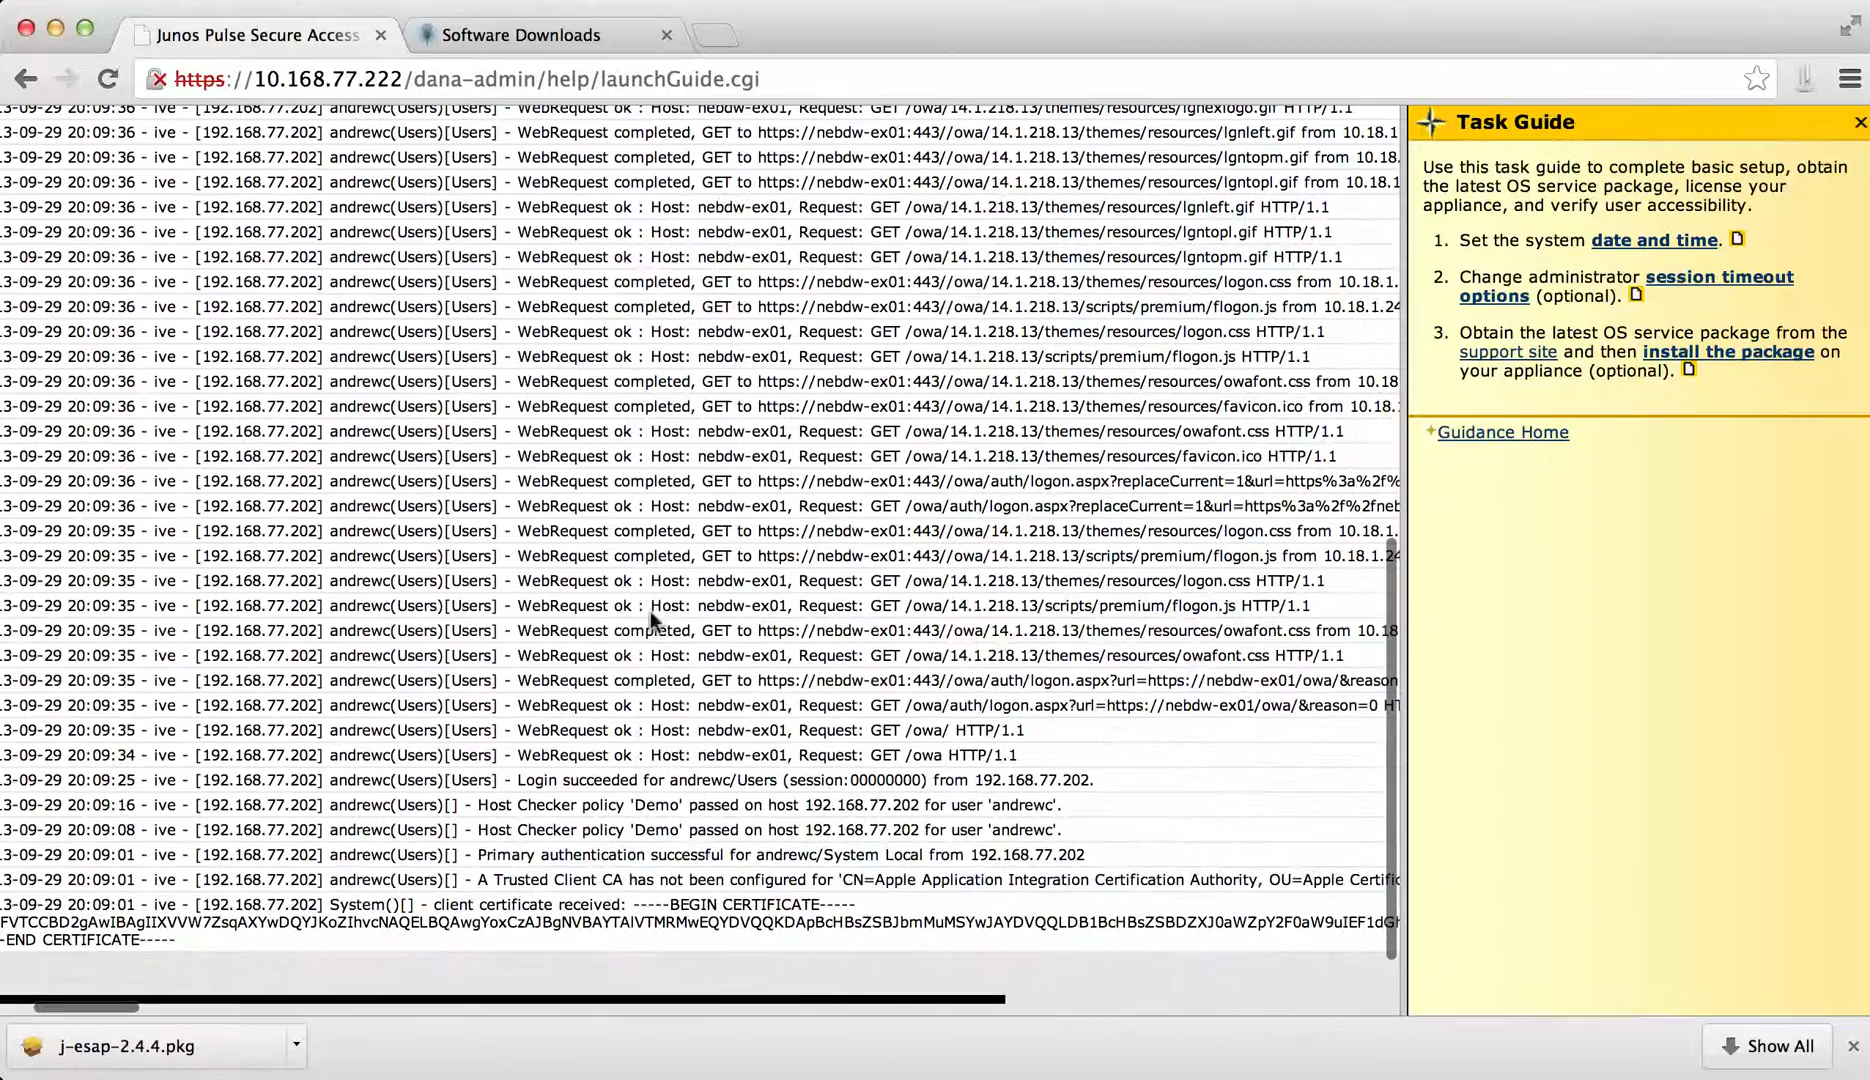 Junos Pulse Secure Access
Software Downloads
https://10.168.77.222/dana-admin/help/launchGuide.cgi
3-09-29 20:09:36 - ive - [192.168.77.202] andrewc(Users)[Users] - WebRequest ok : Host: nebdw-ex01, Request: GET /owa/14.1.218.13/themes/resources/lgnexlogo.gif HTTP/1.1
3-09-29 20:09:36 - ive - [192.168.77.202] andrewc(Users)[Users] - WebRequest completed, GET to https://nebdw-ex01:443//owa/14.1.218.13/themes/resources/lgnleft.gif from 10.18.1
3-09-29 20:09:36 - ive - [192.168.77.202] andrewc(Users)[Users] - WebRequest completed, GET to https://nebdw-ex01:443//owa/14.1.218.13/themes/resources/lgntopm.gif from 10.18.
3-09-29 20:09:36 - ive - [192.168.77.202] andrewc(Users)[Users] - WebRequest completed, GET to https://nebdw-ex01:443//owa/14.1.218.13/themes/resources/lgntopl.gif from 10.18.1
3-09-29 20:09:36 - ive - [192.168.77.202] andrewc(Users)[Users] - WebRequest ok : Host: nebdw-ex01, Request: GET /owa/14.1.218.13/themes/resources/lgnleft.gif HTTP/1.1
3-09-29 20:09:36 - ive - [192.168.77.202] andrewc(Users)[Users] - WebRequest ok : Host: nebdw-ex01, Request: GET /owa/14.1.218.13/themes/resources/lgntopl.gif HTTP/1.1
3-09-29 20:09:36 - ive - [192.168.77.202] andrewc(Users)[Users] - WebRequest ok : Host: nebdw-ex01, Request: GET /owa/14.1.218.13/themes/resources/lgntopm.gif HTTP/1.1
3-09-29 20:09:36 - ive - [192.168.77.202] andrewc(Users)[Users] - WebRequest completed, GET to https://nebdw-ex01:443//owa/14.1.218.13/themes/resources/logon.css from 10.18.1
3-09-29 20:09:36 - ive - [192.168.77.202] andrewc(Users)[Users] - WebRequest completed, GET to https://nebdw-ex01:443//owa/14.1.218.13/scripts/premium/flogon.js from 10.18.1.24
3-09-29 20:09:36 - ive - [192.168.77.202] andrewc(Users)[Users] - WebRequest ok : Host: nebdw-ex01, Request: GET /owa/14.1.218.13/themes/resources/logon.css HTTP/1.1
3-09-29 20:09:36 - ive - [192.168.77.202] andrewc(Users)[Users] - WebRequest ok : Host: nebdw-ex01, Request: GET /owa/14.1.218.13/scripts/premium/flogon.js HTTP/1.1
3-09-29 20:09:36 - ive - [192.168.77.202] andrewc(Users)[Users] - WebRequest completed, GET to https://nebdw-ex01:443//owa/14.1.218.13/themes/resources/owafont.css from 10.18
3-09-29 20:09:36 - ive - [192.168.77.202] andrewc(Users)[Users] - WebRequest completed, GET to https://nebdw-ex01:443//owa/14.1.218.13/themes/resources/favicon.ico from 10.18.
3-09-29 20:09:36 - ive - [192.168.77.202] andrewc(Users)[Users] - WebRequest ok : Host: nebdw-ex01, Request: GET /owa/14.1.218.13/themes/resources/owafont.css HTTP/1.1
3-09-29 20:09:36 - ive - [192.168.77.202] andrewc(Users)[Users] - WebRequest ok : Host: nebdw-ex01, Request: GET /owa/14.1.218.13/themes/resources/favicon.ico HTTP/1.1
3-09-29 20:09:36 - ive - [192.168.77.202] andrewc(Users)[Users] - WebRequest completed, GET to https://nebdw-ex01:443//owa/auth/logon.aspx?replaceCurrent=1&url=https%3a%2f%
3-09-29 20:09:36 - ive - [192.168.77.202] andrewc(Users)[Users] - WebRequest ok : Host: nebdw-ex01, Request: GET /owa/auth/logon.aspx?replaceCurrent=1&url=https%3a%2f%2fneb
3-09-29 20:09:35 - ive - [192.168.77.202] andrewc(Users)[Users] - WebRequest completed, GET to https://nebdw-ex01:443//owa/14.1.218.13/themes/resources/logon.css from 10.18.1.
3-09-29 20:09:35 - ive - [192.168.77.202] andrewc(Users)[Users] - WebRequest completed, GET to https://nebdw-ex01:443//owa/14.1.218.13/scripts/premium/flogon.js from 10.18.1.24
3-09-29 20:09:35 - ive - [192.168.77.202] andrewc(Users)[Users] - WebRequest ok : Host: nebdw-ex01, Request: GET /owa/14.1.218.13/themes/resources/logon.css HTTP/1.1
3-09-29 20:09:35 - ive - [192.168.77.202] andrewc(Users)[Users] - WebRequest ok : Host: nebdw-ex01, Request: GET /owa/14.1.218.13/scripts/premium/flogon.js HTTP/1.1
3-09-29 20:09:35 - ive - [192.168.77.202] andrewc(Users)[Users] - WebRequest completed, GET to https://nebdw-ex01:443//owa/14.1.218.13/themes/resources/owafont.css from 10.18
3-09-29 20:09:35 - ive - [192.168.77.202] andrewc(Users)[Users] - WebRequest ok : Host: nebdw-ex01, Request: GET /owa/14.1.218.13/themes/resources/owafont.css HTTP/1.1
3-09-29 20:09:35 - ive - [192.168.77.202] andrewc(Users)[Users] - WebRequest completed, GET to https://nebdw-ex01:443//owa/auth/logon.aspx?url=https://nebdw-ex01/owa/&reason
3-09-29 20:09:35 - ive - [192.168.77.202] andrewc(Users)[Users] - WebRequest ok : Host: nebdw-ex01, Request: GET /owa/auth/logon.aspx?url=https://nebdw-ex01/owa/&reason=0 HT
3-09-29 20:09:35 - ive - [192.168.77.202] andrewc(Users)[Users] - WebRequest ok : Host: nebdw-ex01, Request: GET /owa/ HTTP/1.1
3-09-29 20:09:34 - ive - [192.168.77.202] andrewc(Users)[Users] - WebRequest ok : Host: nebdw-ex01, Request: GET /owa HTTP/1.1
3-09-29 20:09:25 - ive - [192.168.77.202] andrewc(Users)[Users] - Login succeeded for andrewc/Users (session:00000000) from 192.168.77.202.
3-09-29 20:09:16 - ive - [192.168.77.202] andrewc(Users)[] - Host Checker policy 'Demo' passed on host 192.168.77.202 for user 'andrewc'.
3-09-29 20:09:08 - ive - [192.168.77.202] andrewc(Users)[] - Host Checker policy 'Demo' passed on host 192.168.77.202 for user 'andrewc'.
3-09-29 20:09:01 - ive - [192.168.77.202] andrewc(Users)[] - Primary authentication successful for andrewc/System Local from 192.168.77.202
3-09-29 20:09:01 - ive - [192.168.77.202] andrewc(Users)[] - A Trusted Client CA has not been configured for 'CN=Apple Application Integration Certification Authority, OU=Apple Certific
3-09-29 20:09:01 - ive - [192.168.77.202] System()[] - client certificate received: -----BEGIN CERTIFICATE-----
FVTCCBD2gAwIBAgIIXVVW7ZsqAXYwDQYJKoZIhvcNAQELBQAwgYoxCzAJBgNVBAYTAlVTMRMwEQYDVQQKDApBcHBsZSBJbmMuMSYwJAYDVQQLDB1BcHBsZSBDZXJ0aWZpY2F0aW9uIEF1dGh
-END CERTIFICATE-----
Task Guide
Use this task guide to complete basic setup, obtain
the latest OS service package, license your
appliance, and verify user accessibility.
1. Set the system date and time.
2. Change administrator session timeout
options (optional).
3. Obtain the latest OS service package from the
support site and then install the package on
your appliance (optional).
Guidance Home
j-esap-2.4.4.pkg
Show All